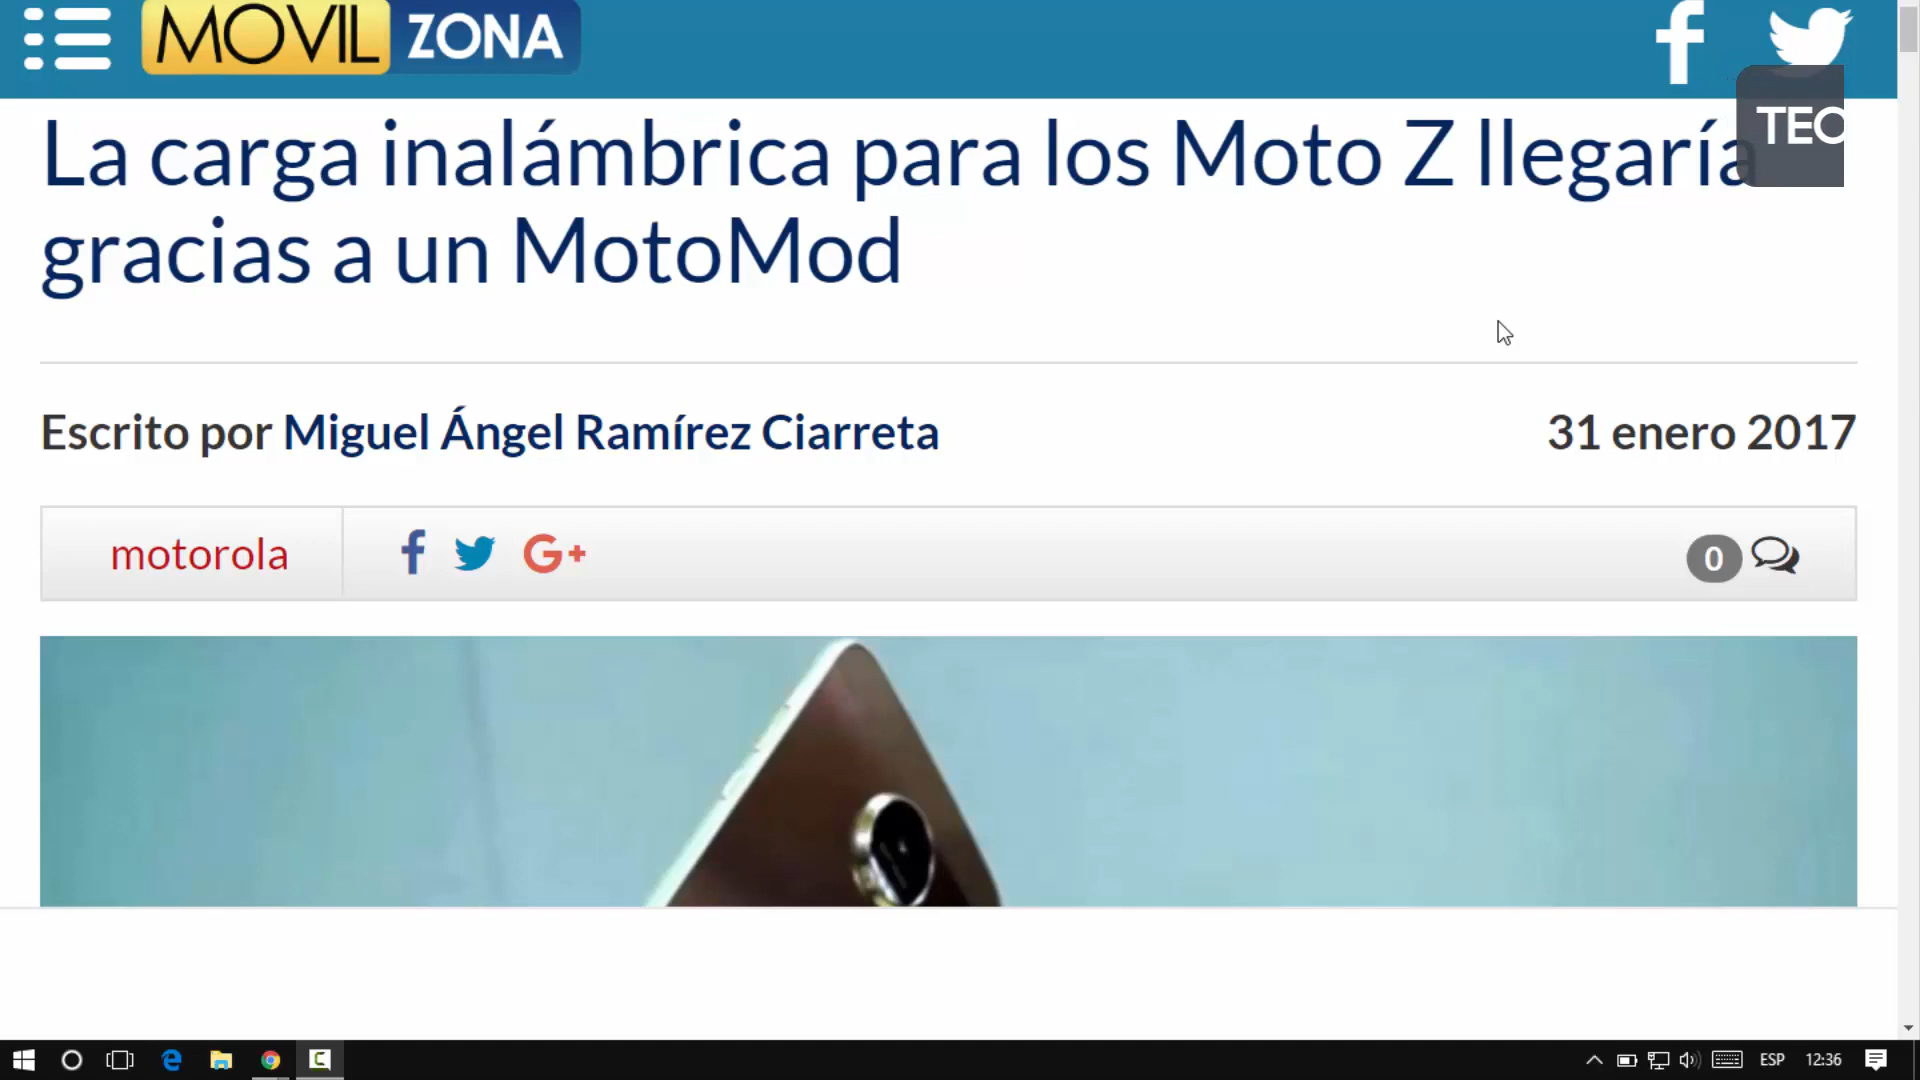 MOVIL ZONA
TEC
La carga inalámbrica para los Moto Z llegaría
gracias a un MotoMod
Escrito por Miguel Ángel Ramírez Ciarreta
31 enero 2017
motorola
G+
0
ESP
12:36